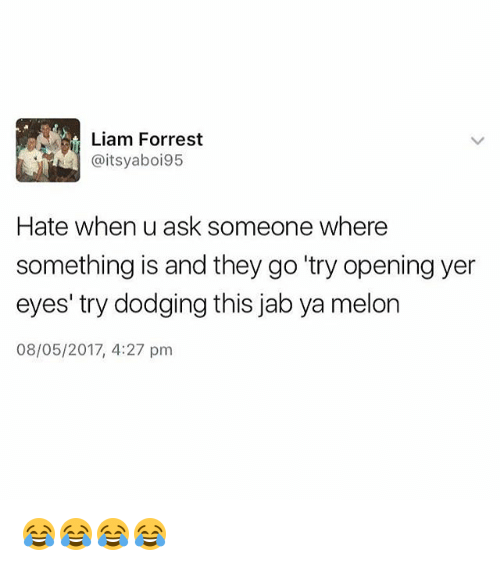 Liam Forrest
@itsyaboi95
Hate when u ask someone where
something is and they go 'try opening yer
eyes' try dodging this jab ya melon
08/05/2017, 4:27 pm
😂😂😂😂